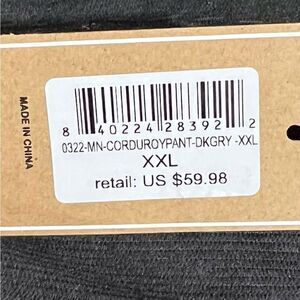 MADE IN CHINA
8 40224 28392 2
0322-MN-CORDUROYPANT-DKGRY -XXL
XXL
retail: US $59.98